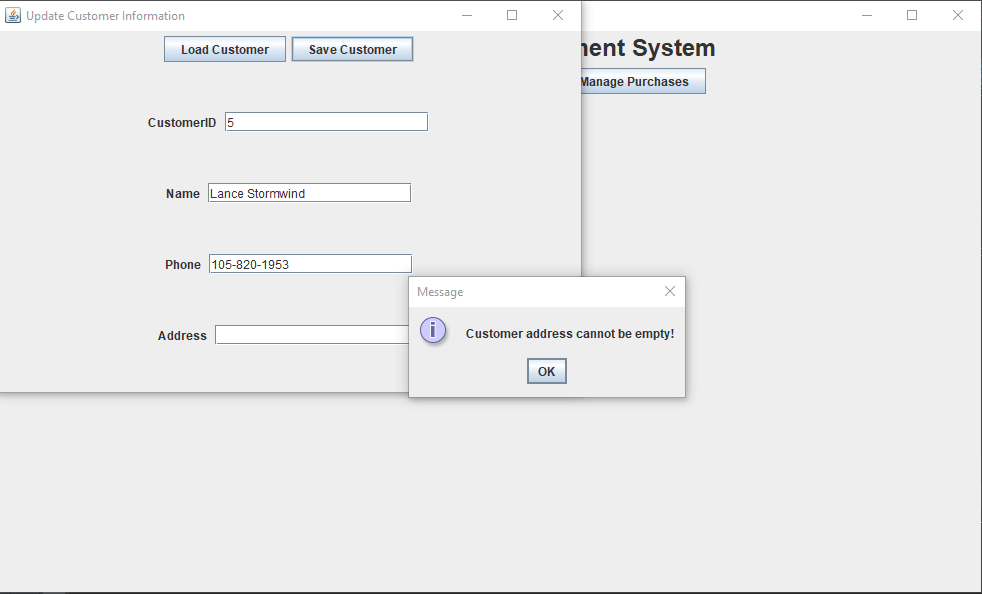 Update Customer Information
Load Customer Save Customer
System
Manage Purchases
CustomerID 5
Name Lance Stormwind
Phone 105-820-1953
Message
Customer address cannot be empty!
Address
OK